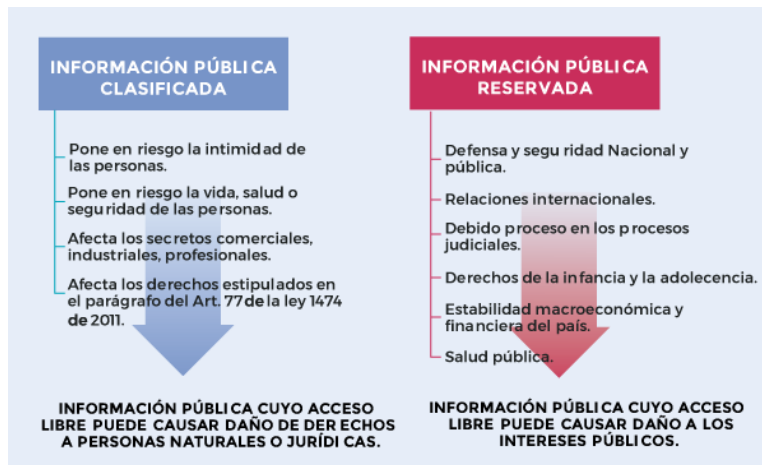 INFORMACIÓN PÚBLICA
CLASIFICADA
Pone en riesgo la intimidad de
las personas.
Pone en riesgo la vida, salud o
seguridad de las personas.
Afecta los secretos comerciales,
industriales, profesionales.
Afecta los derechos estipulados en
el parágrafo del Art. 77 de la ley 1474
de 2011.
INFORMACIÓN PÚBLICA CUYO ACCESO
LIBRE PUEDE CAUSAR DAÑO DE DERECHOS
A PERSONAS NATURALES O JURÍDICAS.
INFORMACIÓN PÚBLICA
RESERVADA
Defensa y seguridad Nacional y
pública.
Relaciones internacionales.
Debido proceso en los procesos
judiciales.
Derechos de la infancia y la adolecencia.
Estabilidad macroeconómica y
financiera del país.
Salud pública.
INFORMACIÓN PÚBLICA CUYO ACCESO
LIBRE PUEDE CAUSAR DAÑO A LOS
INTERESES PÚBLICOS.